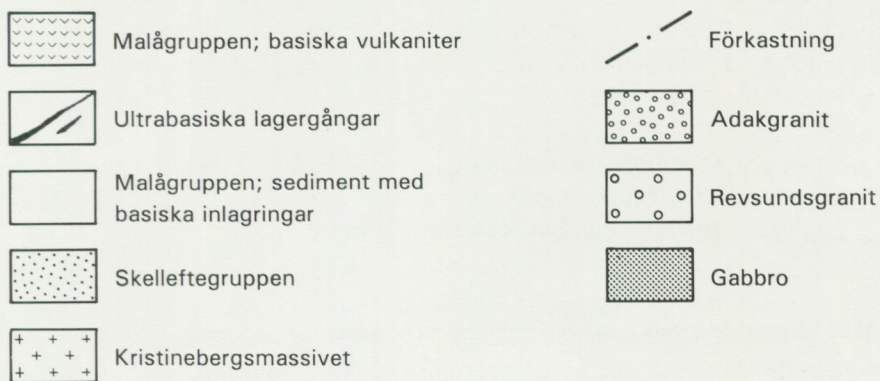 Malågruppen; basiska vulkaniter
Ultrabasiska lagergångar
Malågruppen; sediment med
basiska inlagringar
Skelleftegruppen
Kristinebergsmassivet
Förkastning
Adakgranit
Revsundsgranit
Gabbro